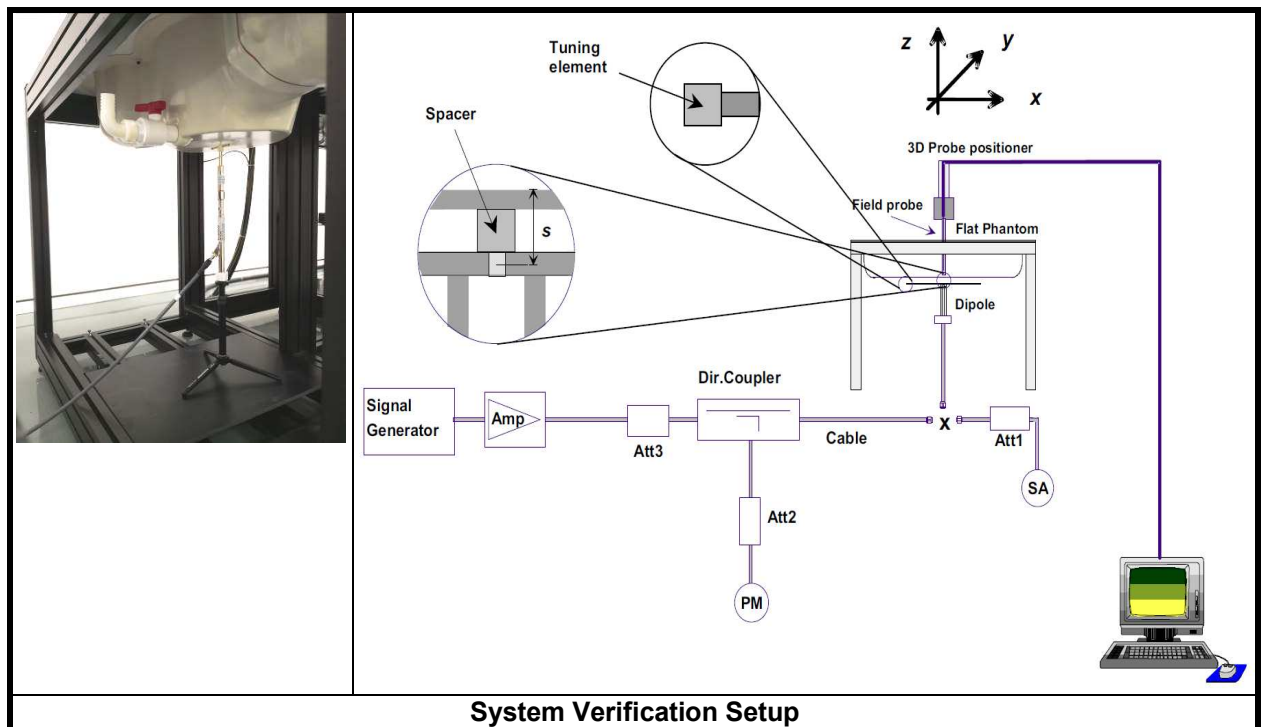 Tuning
element
Spacer
s
z
y
x
3D Probe positioner
Field probe
Flat Phantom
Dipole
Dir.Coupler
Signal
Generator
Amp
Att3
Cable
x
Att1
SA
Att2
PM
System Verification Setup